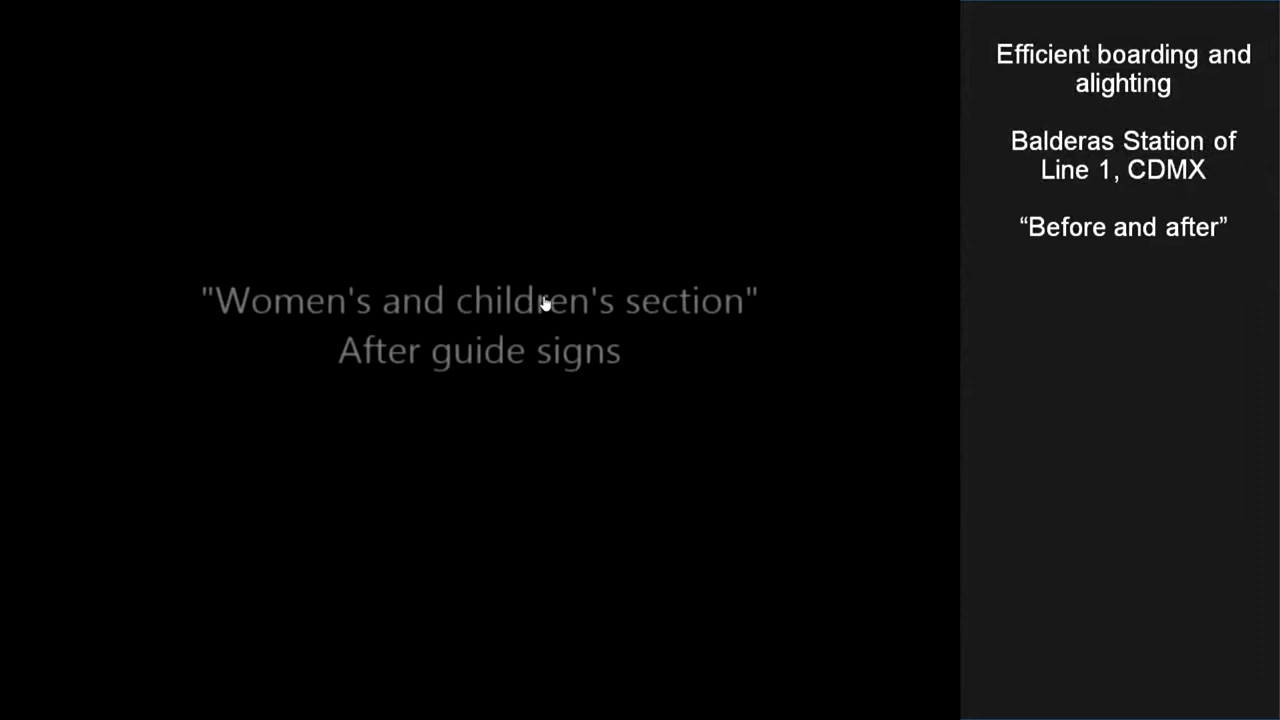 "Women's and children's section"
After guide signs
Efficient boarding and
alighting
Balderas Station of
Line 1, CDMX
“Before and after”